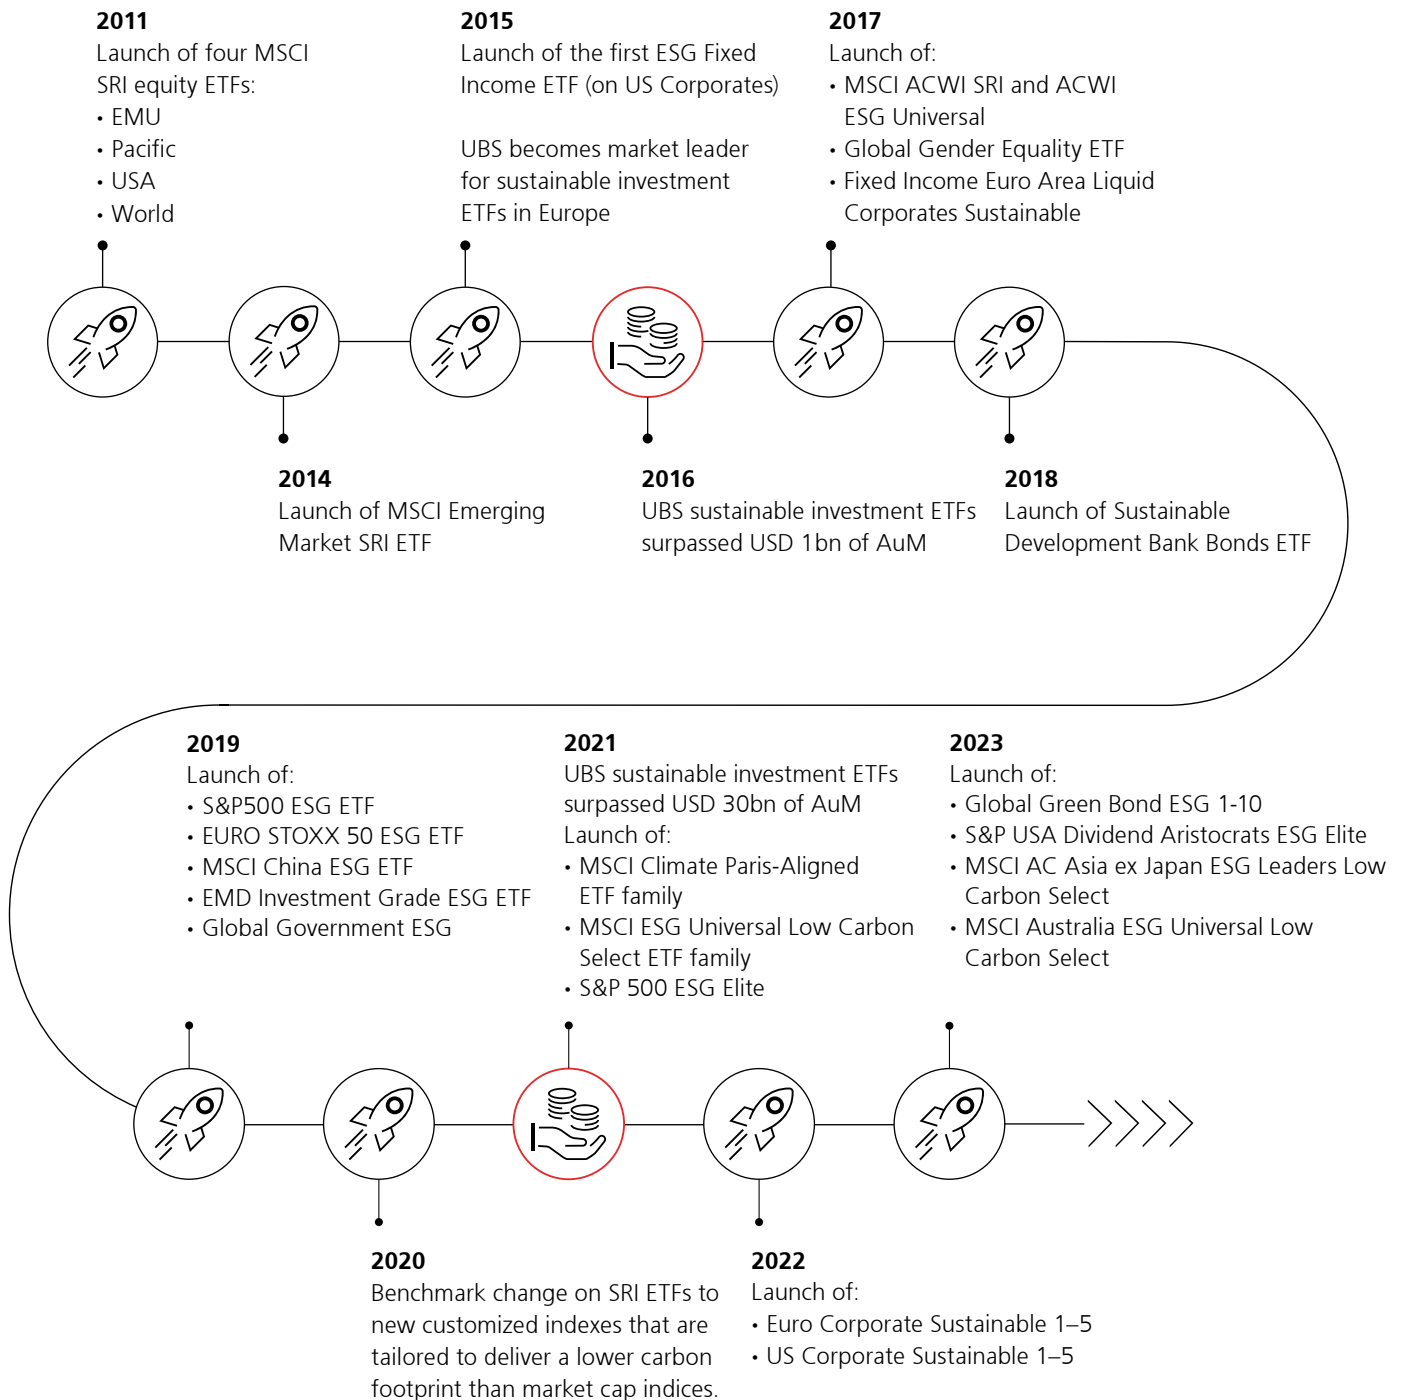 2011
Launch of four MSCI
SRI equity ETFs:
• EMU
• Pacific
• USA
• World
2015
Launch of the first ESG Fixed
Income ETF (on US Corporates)
UBS becomes market leader
for sustainable investment
ETFs in Europe
2017
Launch of:
• MSCI ACWI SRI and ACWI
ESG Universal
• Global Gender Equality ETF
• Fixed Income Euro Area Liquid
Corporates Sustainable
2014
Launch of MSCI Emerging
Market SRI ETF
2016
UBS sustainable investment ETFs
surpassed USD 1bn of AuM
2018
Launch of Sustainable
Development Bank Bonds ETF
2019
Launch of:
• S&P500 ESG ETF
• EURO STOXX 50 ESG ETF
• MSCI China ESG ETF
• EMD Investment Grade ESG ETF
• Global Government ESG
2021
UBS sustainable investment ETFs
surpassed USD 30bn of AuM
Launch of:
• MSCI Climate Paris-Aligned
ETF family
• MSCI ESG Universal Low Carbon
Select ETF family
• S&P 500 ESG Elite
2023
Launch of:
• Global Green Bond ESG 1-10
• S&P USA Dividend Aristocrats ESG Elite
• MSCI AC Asia ex Japan ESG Leaders Low
Carbon Select
• MSCI Australia ESG Universal Low
Carbon Select
2020
Benchmark change on SRI ETFs to
new customized indexes that are
tailored to deliver a lower carbon
footprint than market cap indices.
2022
Launch of:
• Euro Corporate Sustainable 1–5
• US Corporate Sustainable 1–5